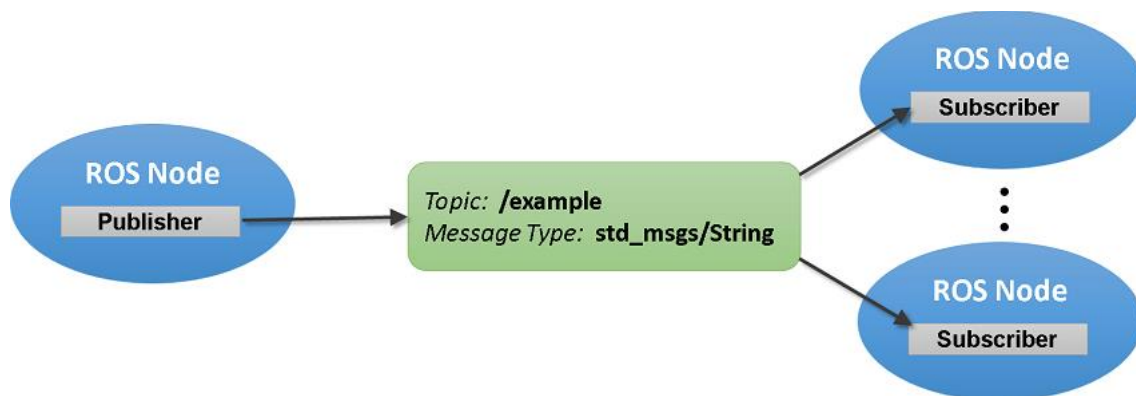 ROS Node
Publisher
Topic: /example
Message Type: std_msgs/String
ROS Node
Subscriber
ROS Node
Subscriber